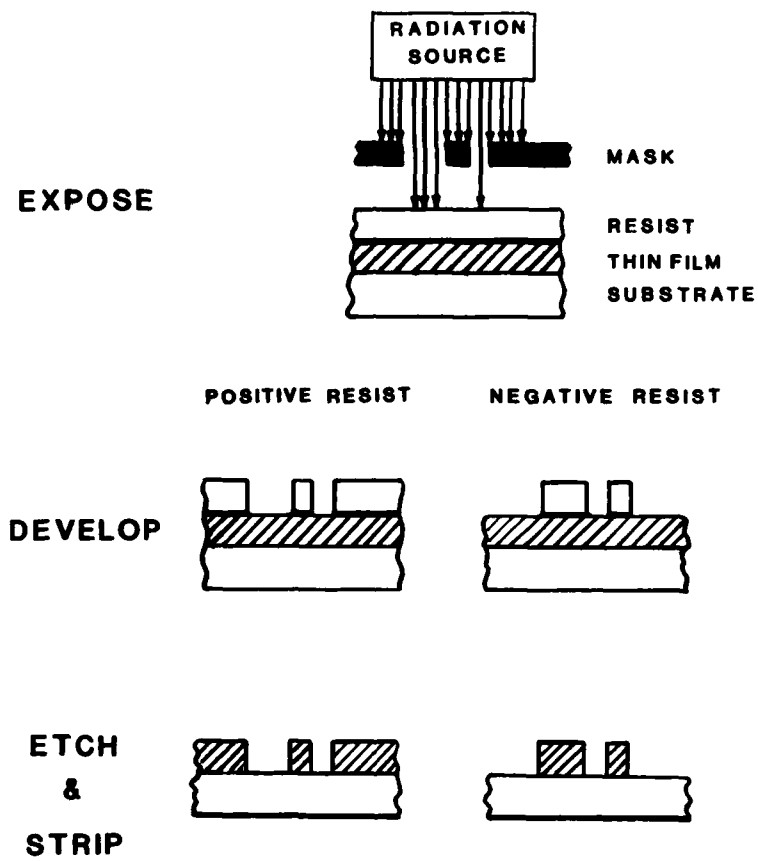 RADIATION
SOURCE
MASK
EXPOSE
RESIST
THIN FILM
SUBSTRATE
POSITIVE RESIST
NEGATIVE RESIST
DEVELOP
ETCH
&
STRIP